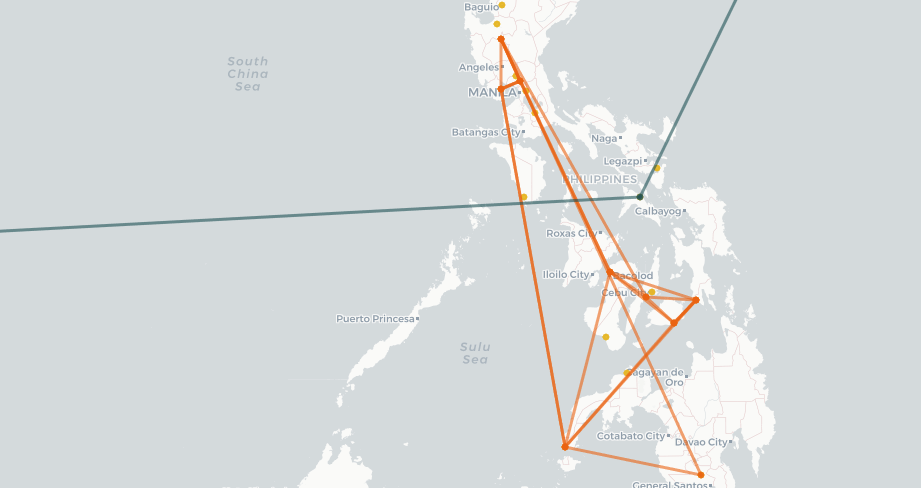 Baguio
South
China
Sea
Angeles
MANILA
Batangas City
Naga
Legazpi
PHILIPPINES
Calbayog
Roxas City
Iloilo City
Bacolod
Cebu City
Puerto Princesa
Sulu
Sea
Cagayan de
Oro
Cotabato City
Davao City
General Santos